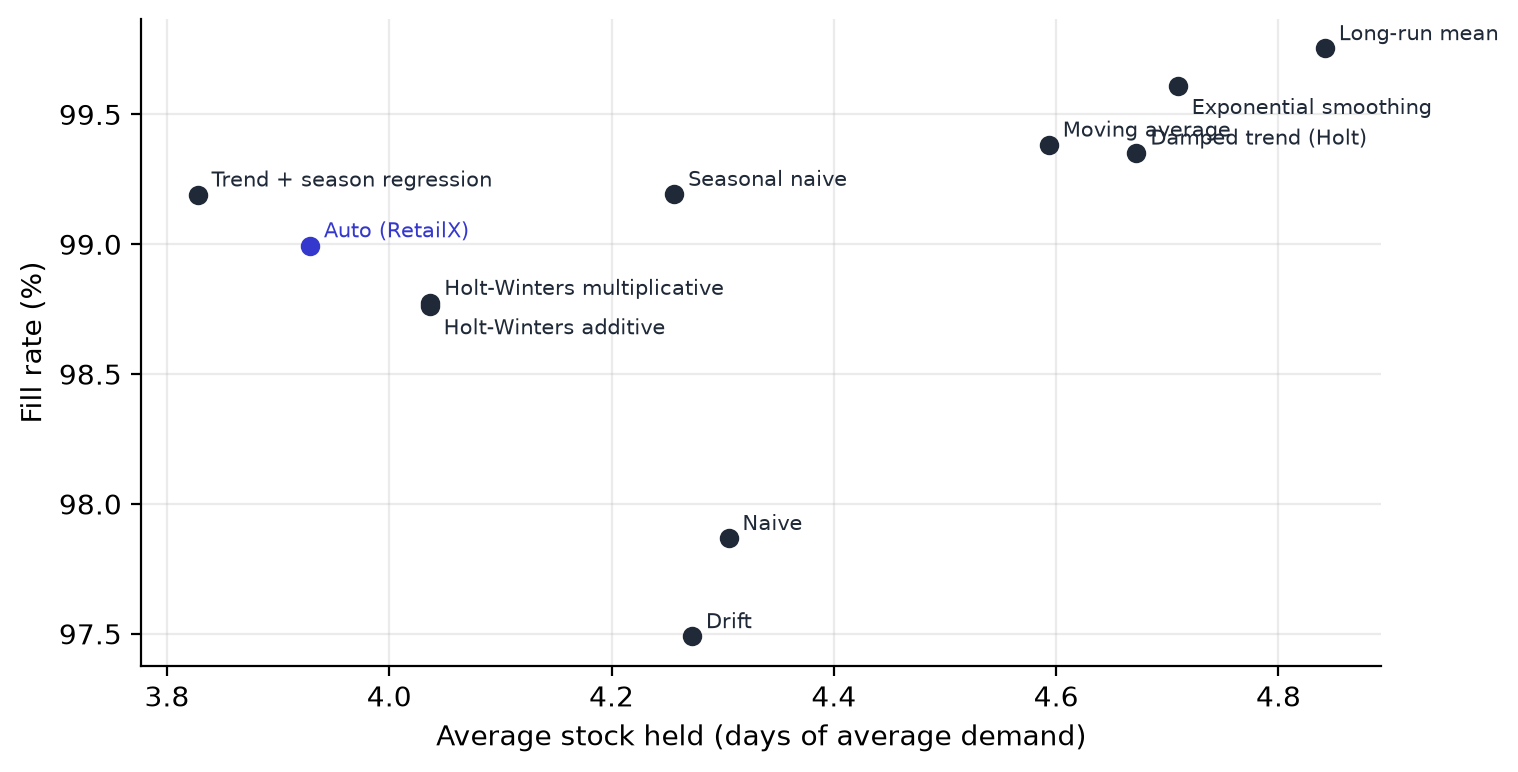 Long-run mean
99.5
Exponential smoothing
Moving average
Damped trend (Holt)
Trend + season regression
Seasonal naive
Auto (RetailX)
99.0
Holt-Winters multiplicative
Holt-Winters additive
Fill rate (%)
98.5
98.0
Naive
Drift
97.5
3.8 4.0 4.2 4.4 4.6 4.8
Average stock held (days of average demand)